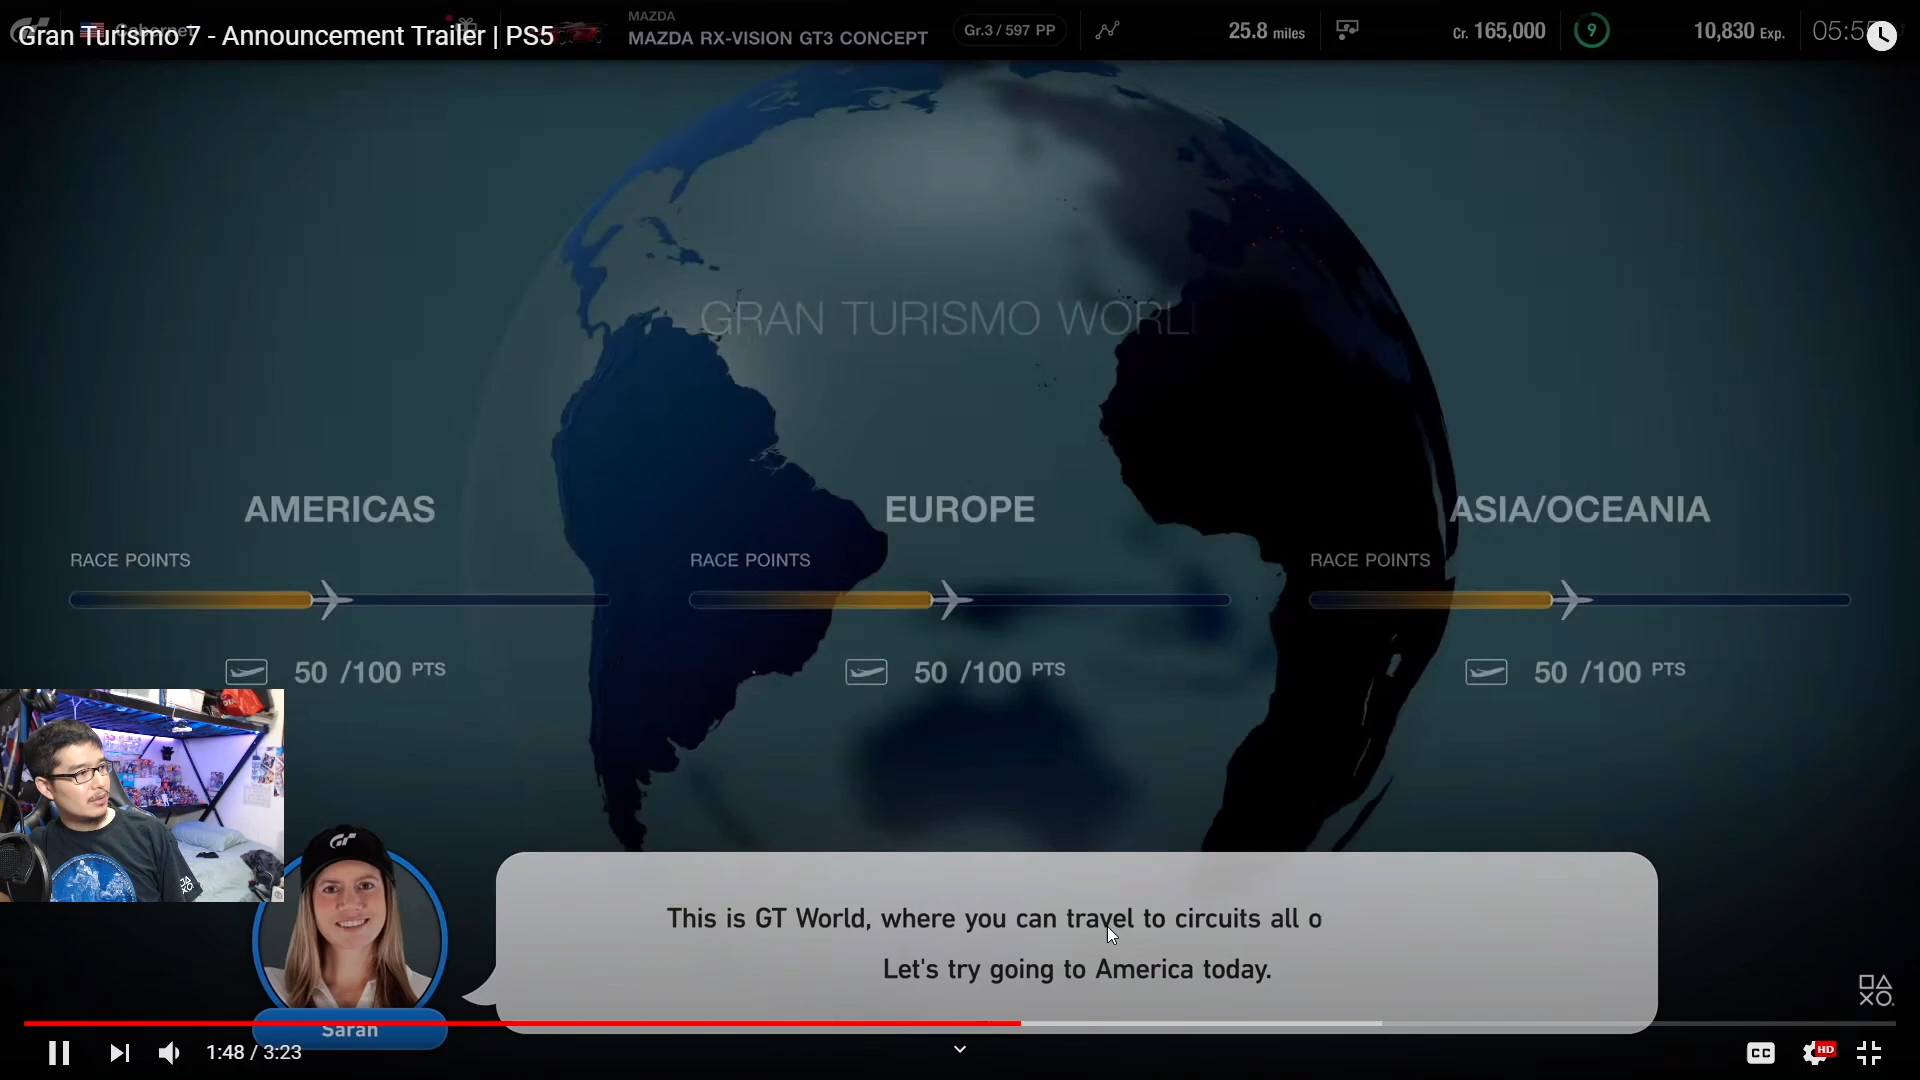 Gran Turismo 7 - Announcement Trailer | PS5
MAZDA
MAZDA RX-VISION GT3 CONCEPT
Gr.3 / 597 PP
25.8 miles
Cr. 165,000
9
10,830 Exp.
GRAN TURISMO WORL
AMERICAS
EUROPE
ASIA/OCEANIA
RACE POINTS
RACE POINTS
RACE POINTS
50 /100 PTS
50 /100 PTS
50 /100 PTS
This is GT World, where you can travel to circuits all o
Let's try going to America today.
Sarah
1:48 / 3:23
CC
HD